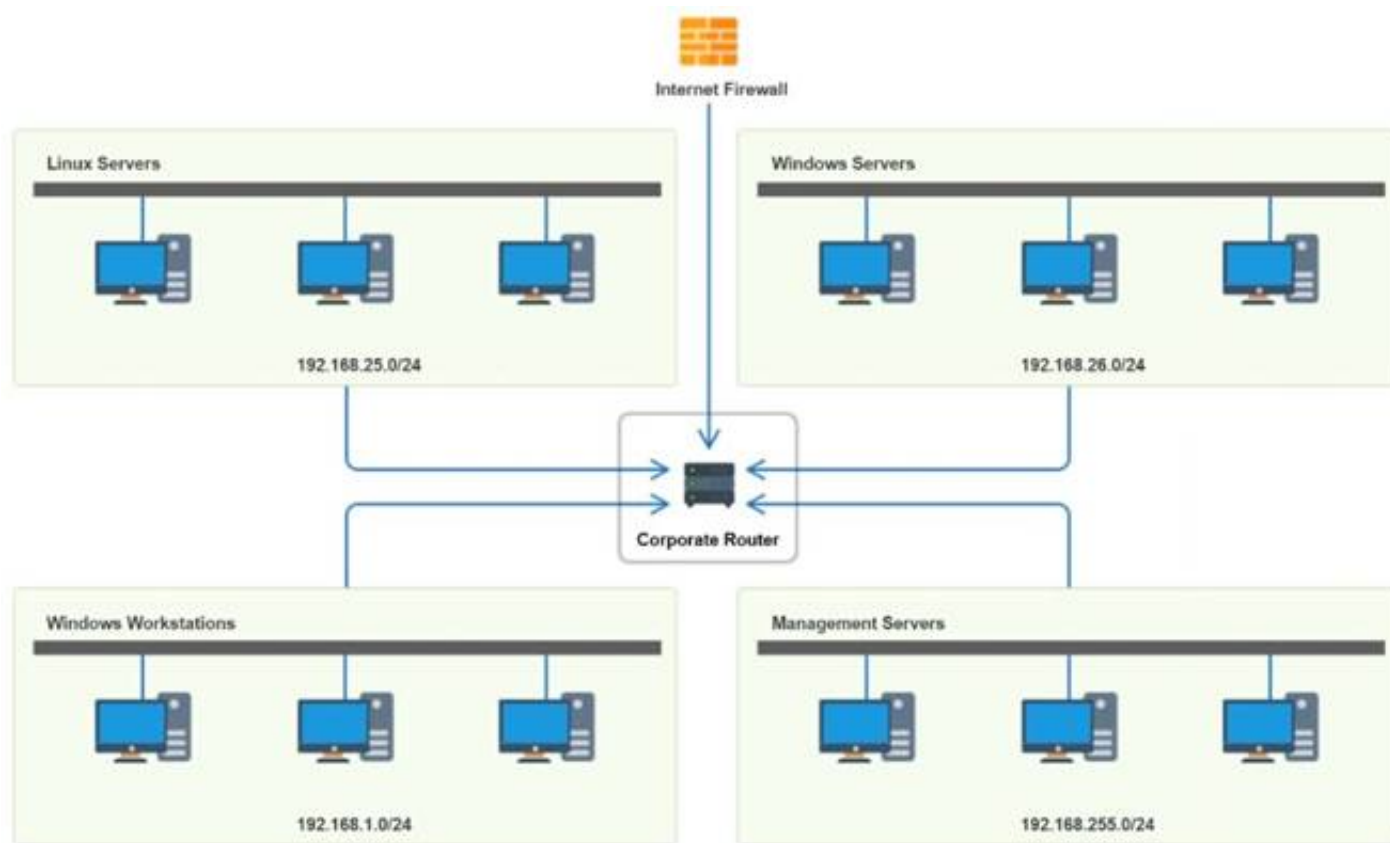 Internet Firewall
Linux Servers
192.168.25.0/24
Windows Servers
192.168.26.0/24
Corporate Router
Windows Workstations
192.168.1.0/24
Management Servers
192.168.255.0/24